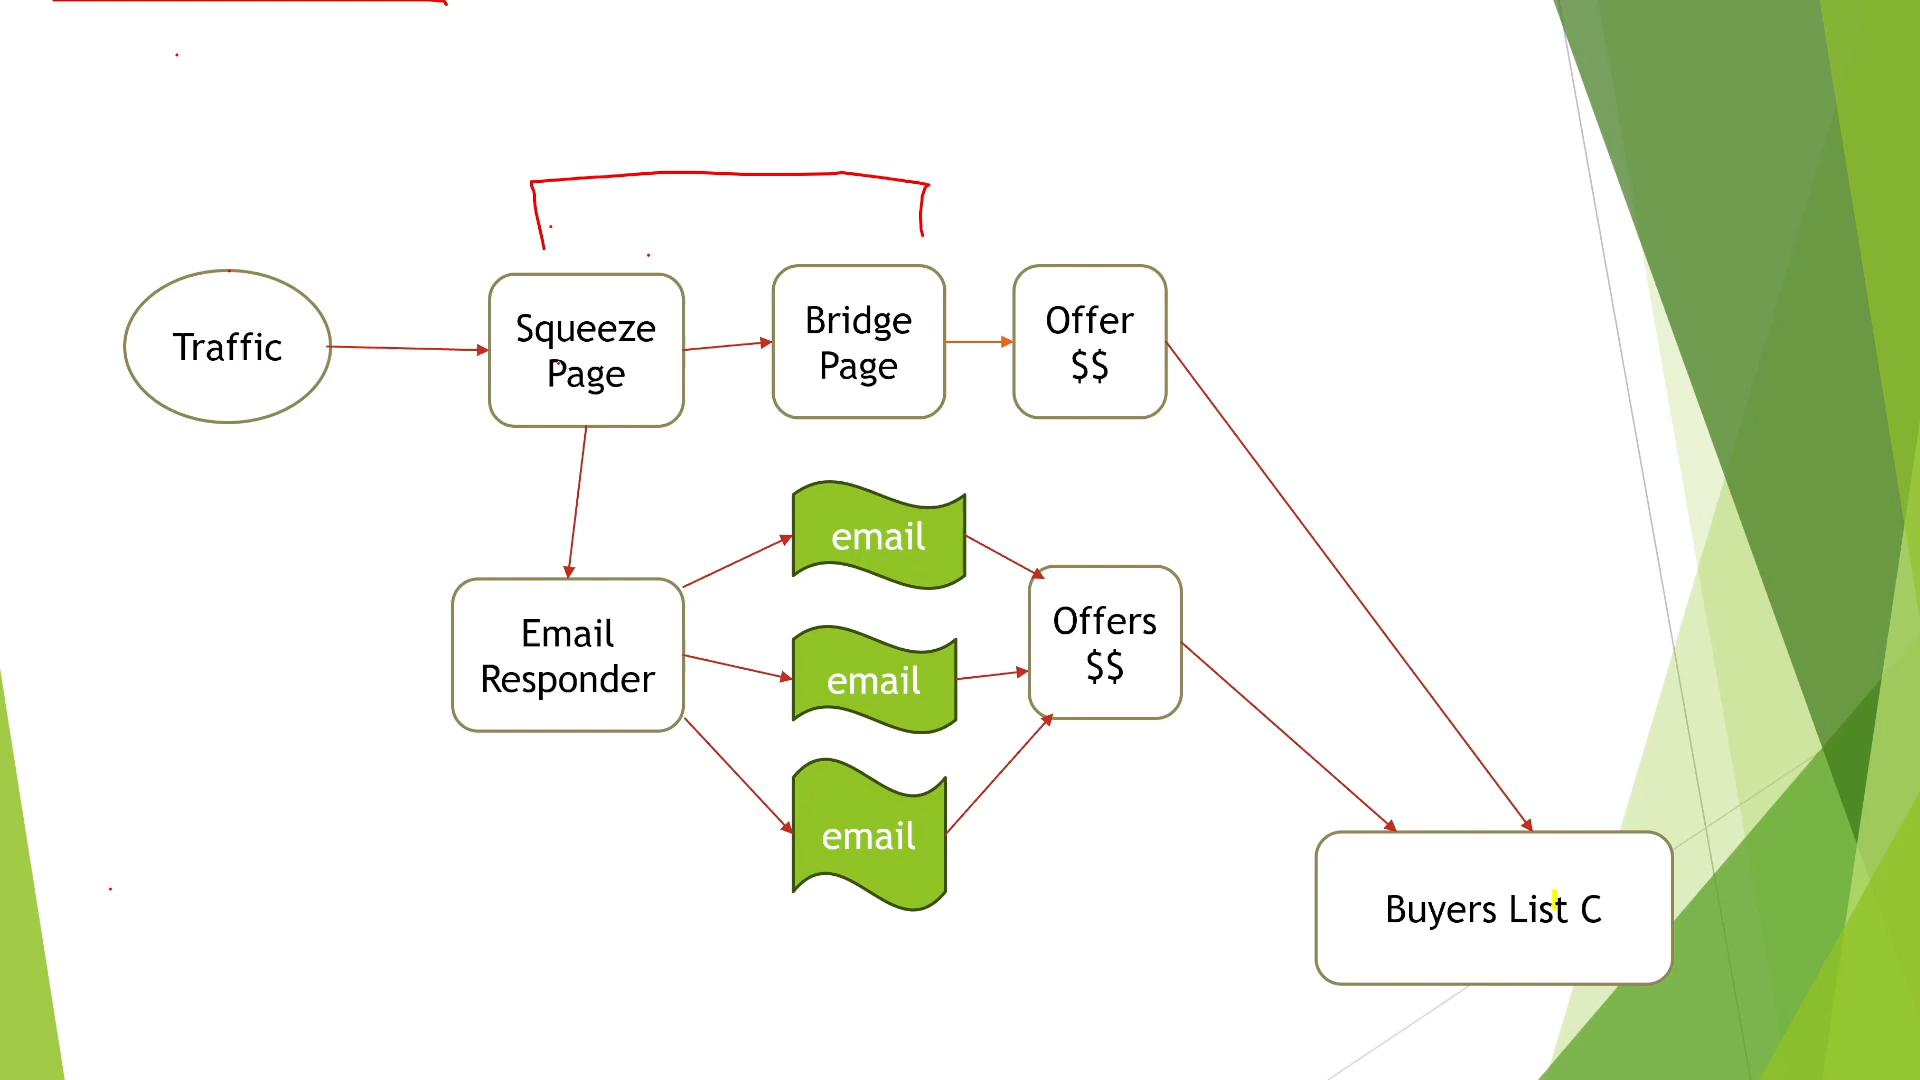 Traffic
Squeeze
Page
Bridge
Page
Offer
$$
email
Email
Responder
email
Offers
$$
email
Buyers List C